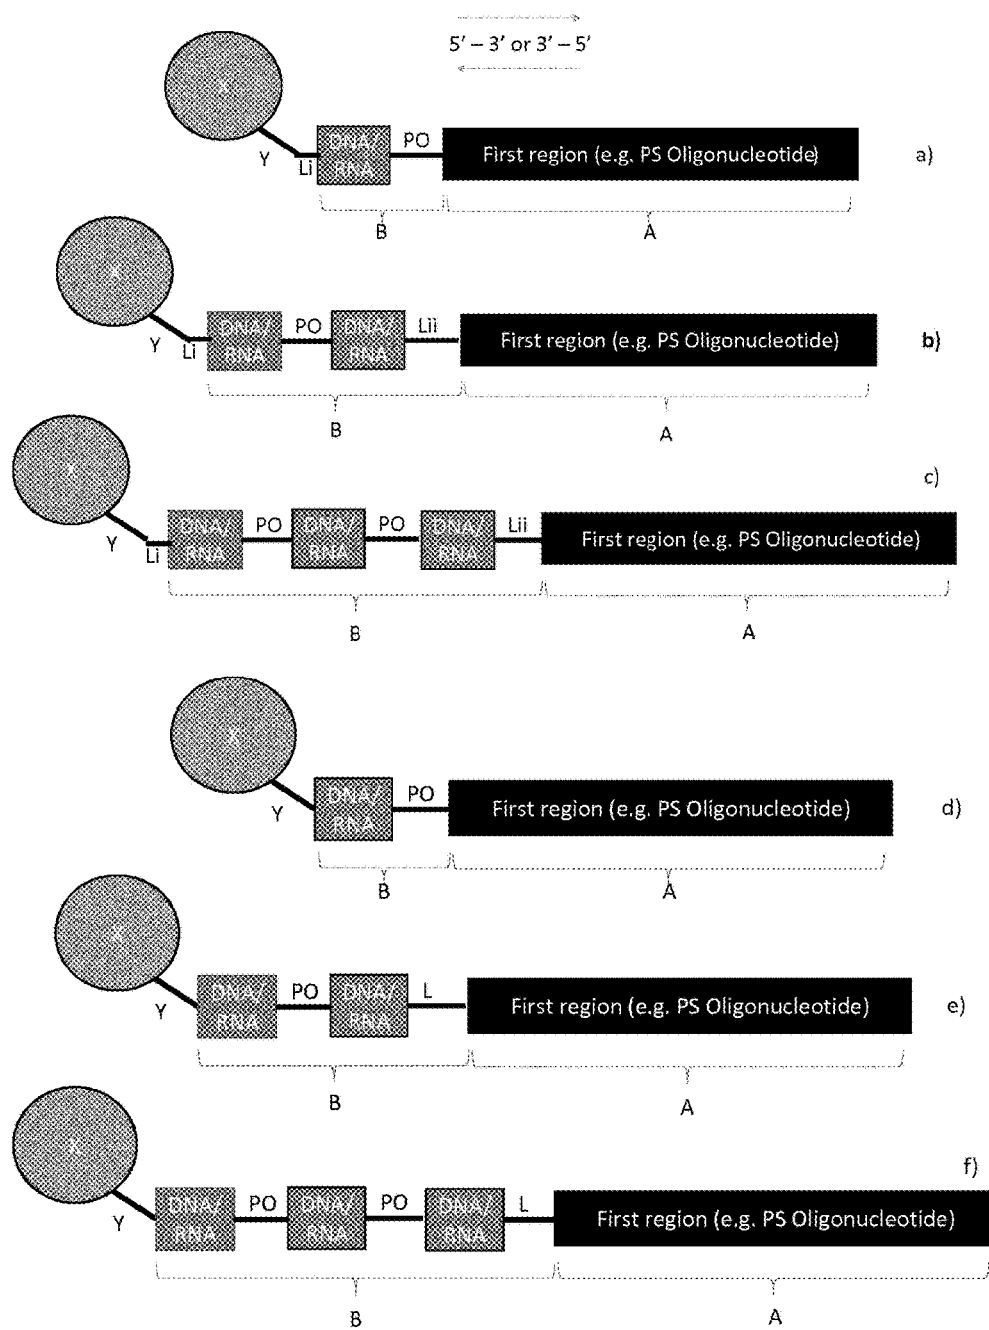 5' – 3' or 3' – 5'
X
Y
Li
DNA/
RNA
PO
First region (e.g. PS Oligonucleotide)
a)
B
A
X
Y
Li
DNA/
RNA
PO
DNA/
RNA
Lii
First region (e.g. PS Oligonucleotide)
b)
B
A
c)
X
Y
Li
DNA/
RNA
PO
DNA/
RNA
PO
DNA/
RNA
Lii
First region (e.g. PS Oligonucleotide)
B
A
X
Y
DNA/
RNA
PO
First region (e.g. PS Oligonucleotide)
d)
B
A
X
Y
DNA/
RNA
PO
DNA/
RNA
L
First region (e.g. PS Oligonucleotide)
e)
B
A
f)
X
Y
DNA/
RNA
PO
DNA/
RNA
PO
DNA/
RNA
L
First region (e.g. PS Oligonucleotide)
B
A